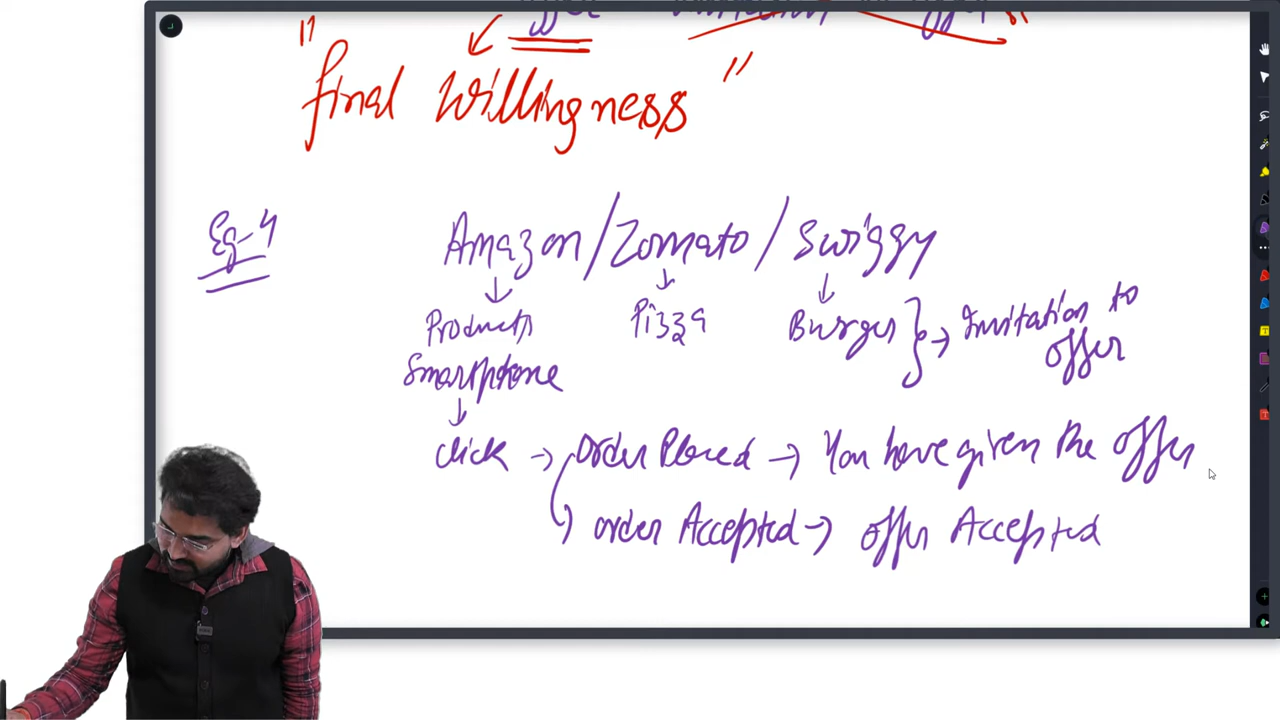 "final Willingness"
Eg-4
Amazon/Zomato/Swiggy
Products Pizza Burger } → Invitation to offer
Smartphone
click → Order Placed → You have given the offer
order Accepted → offer Accepted